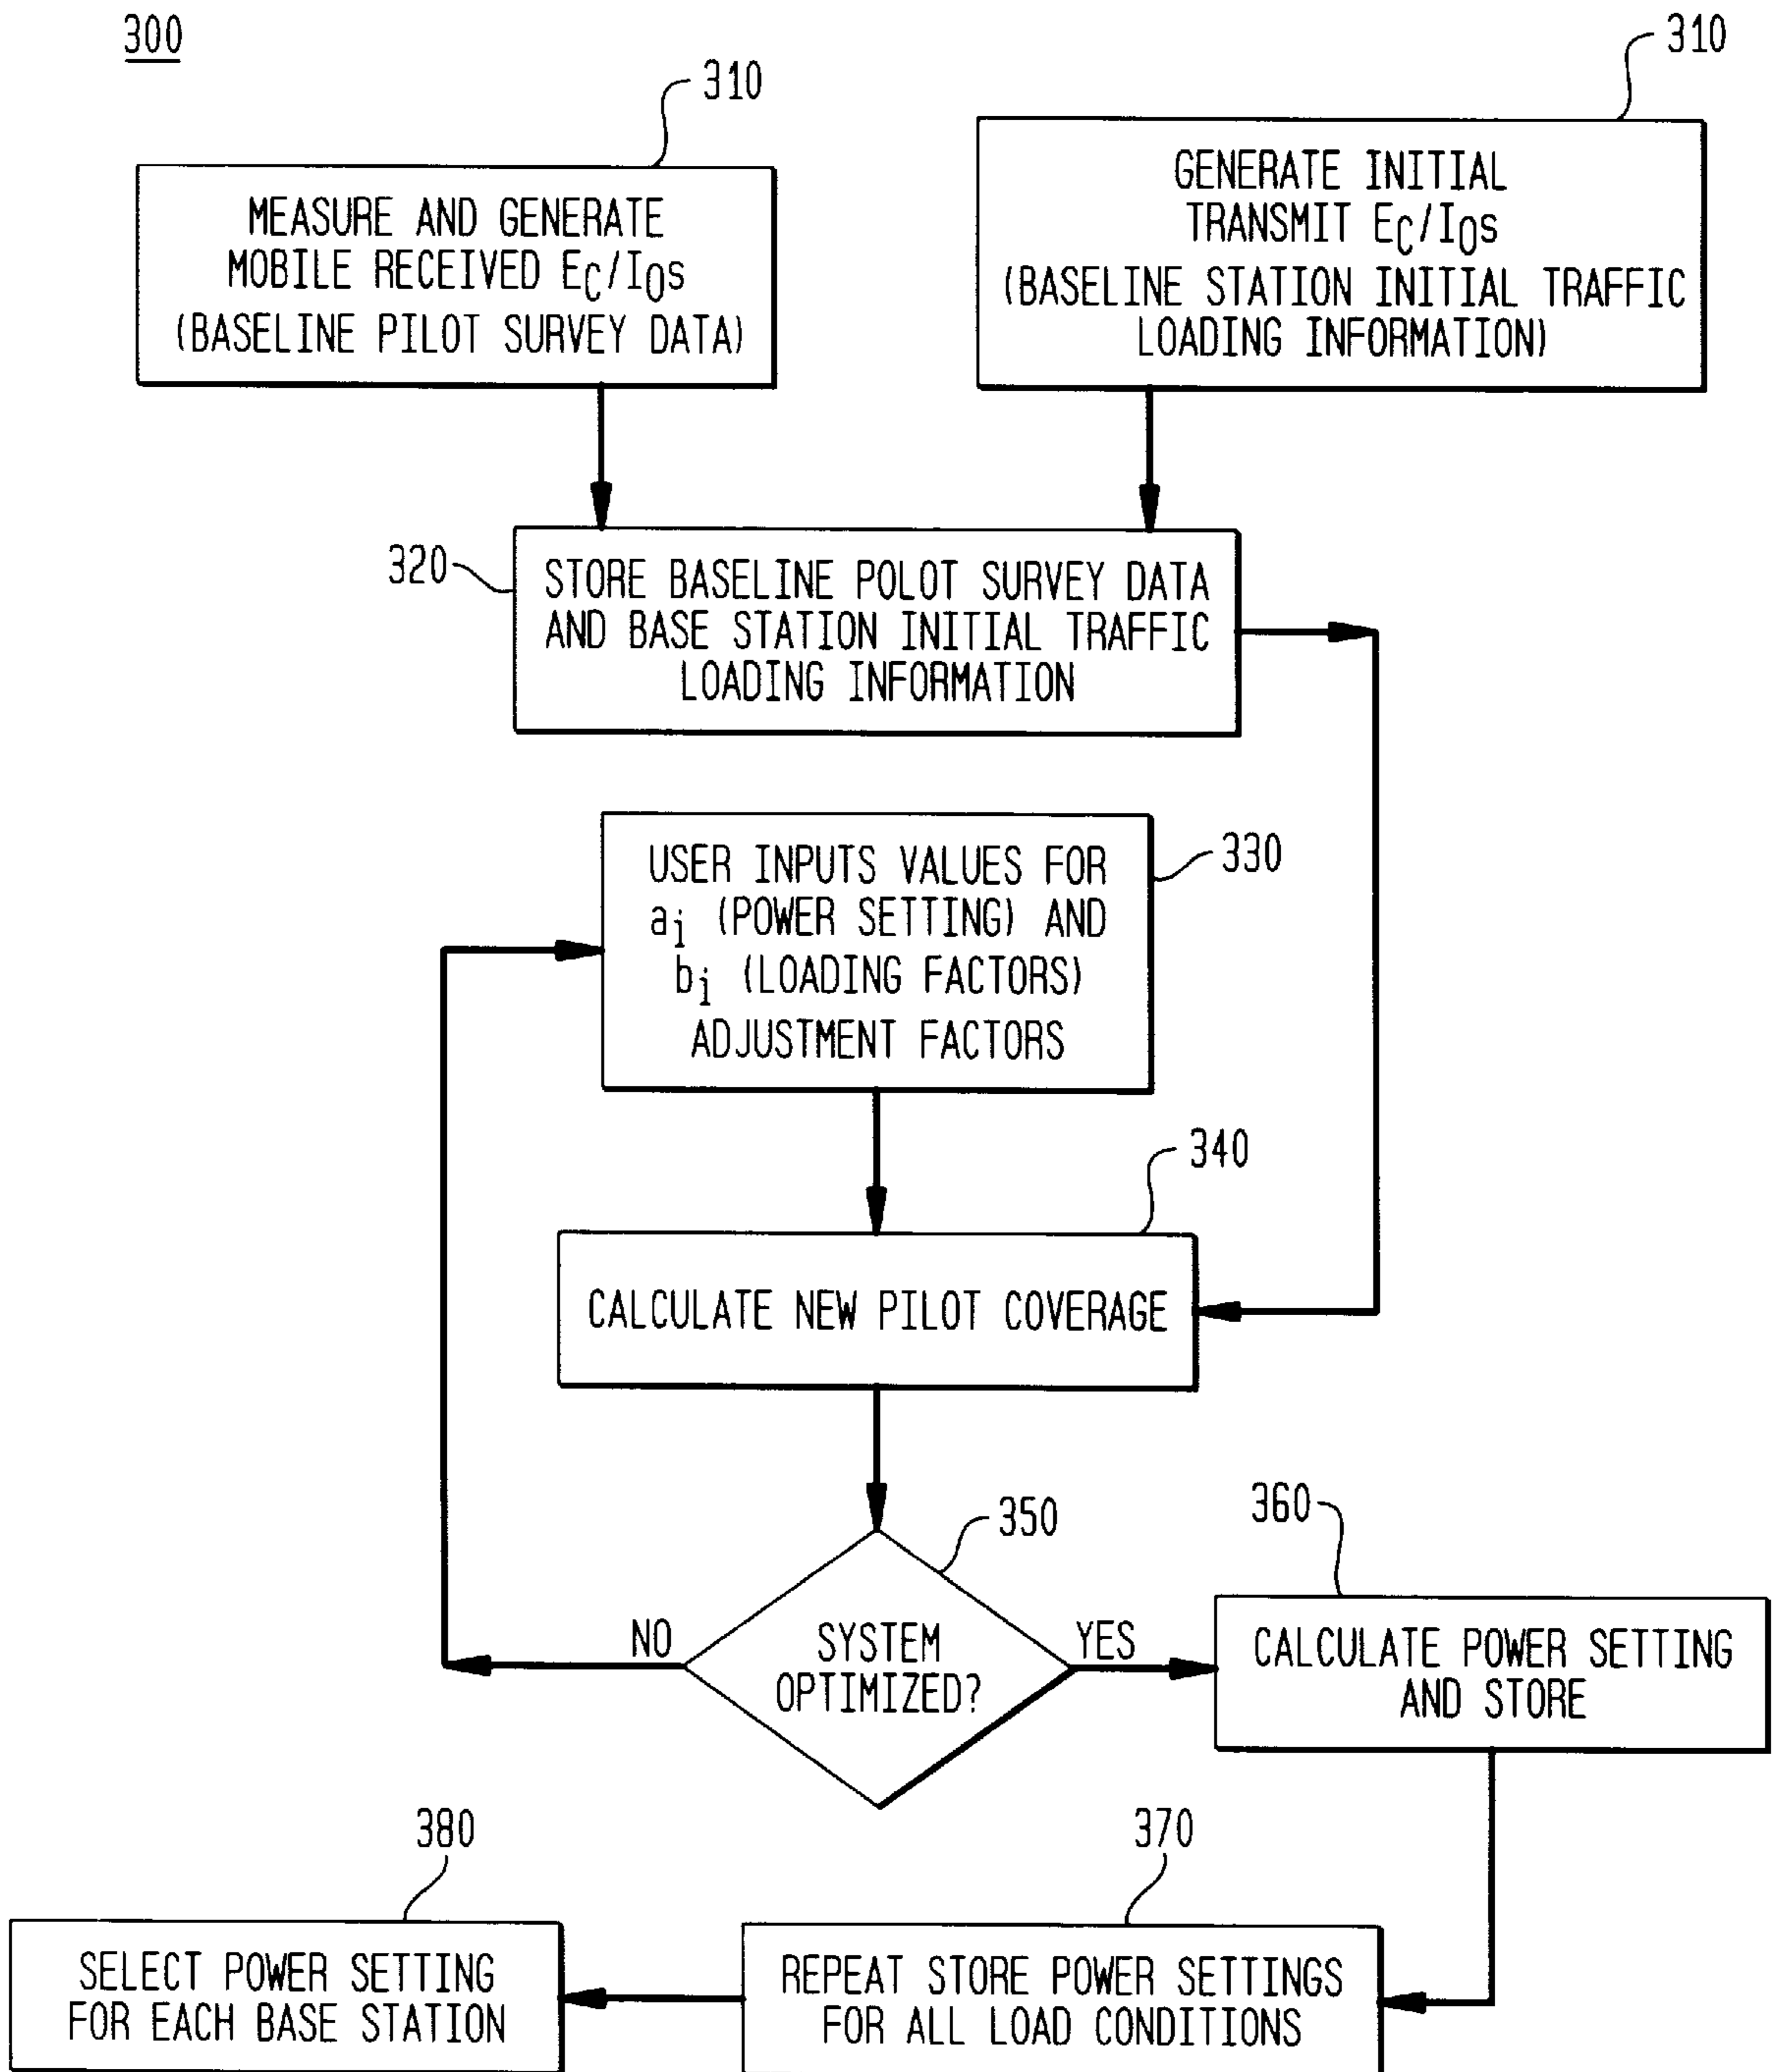 300
310
MEASURE AND GENERATE
MOBILE RECEIVED EC/I0S
(BASELINE PILOT SURVEY DATA)
310
GENERATE INITIAL
TRANSMIT EC/I0S
(BASELINE STATION INITIAL TRAFFIC
LOADING INFORMATION)
320
STORE BASELINE POLOT SURVEY DATA
AND BASE STATION INITIAL TRAFFIC
LOADING INFORMATION
330
USER INPUTS VALUES FOR
ai (POWER SETTING) AND
bi (LOADING FACTORS)
ADJUSTMENT FACTORS
340
CALCULATE NEW PILOT COVERAGE
350
SYSTEM
OPTIMIZED?
NO
YES
360
CALCULATE POWER SETTING
AND STORE
370
REPEAT STORE POWER SETTINGS
FOR ALL LOAD CONDITIONS
380
SELECT POWER SETTING
FOR EACH BASE STATION